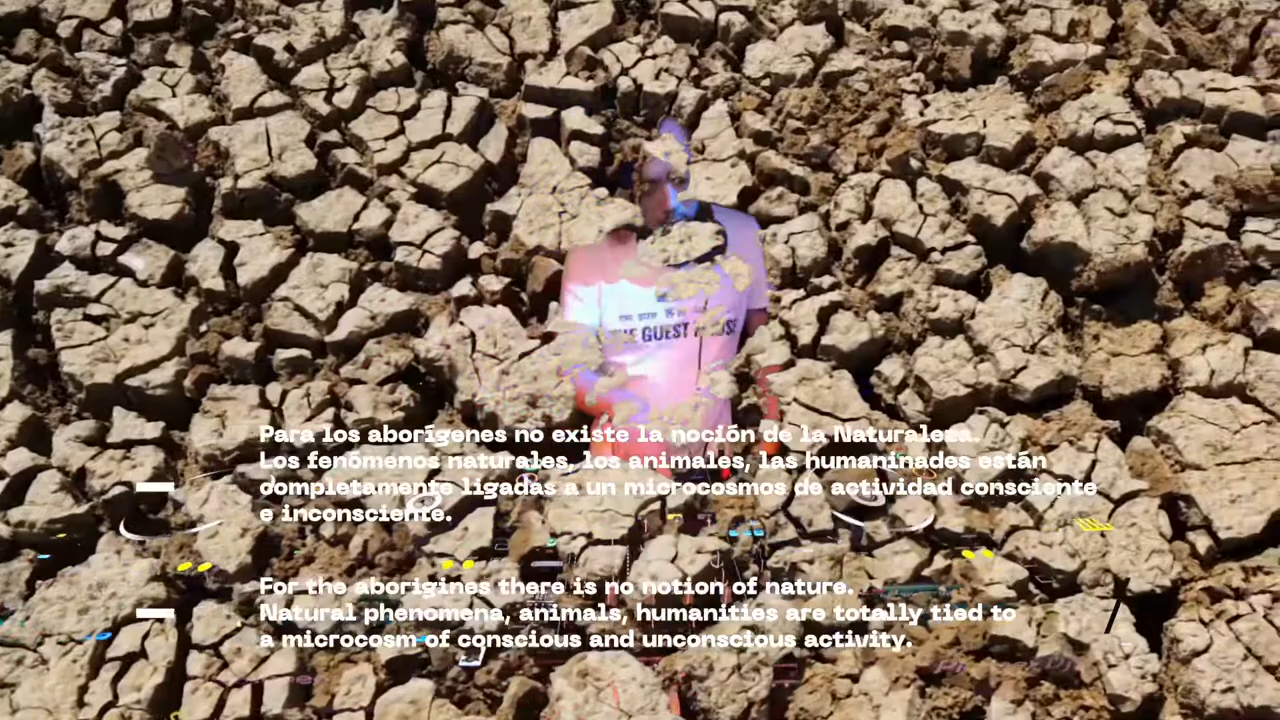 THE GUEST
Para los aborígenes no existe la noción de la Naturaleza.
Los fenómenos naturales, los animales, las humaninades están
completamente ligadas a un microcosmos de actividad consciente
e inconsciente.
For the aborigines there is no notion of nature.
Natural phenomena, animals, humanities are totally tied to
a microcosm of conscious and unconscious activity.